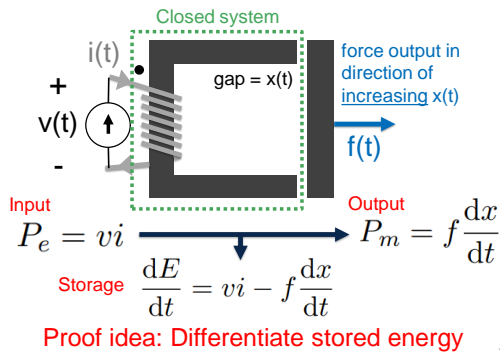 Closed system
i(t)
+
v(t)
-
gap = x(t)
force output in
direction of
increasing x(t)
f(t)
Input
P_e = vi
Output
P_m = f dx/dt
Storage
dE/dt = vi − f dx/dt
Proof idea: Differentiate stored energy